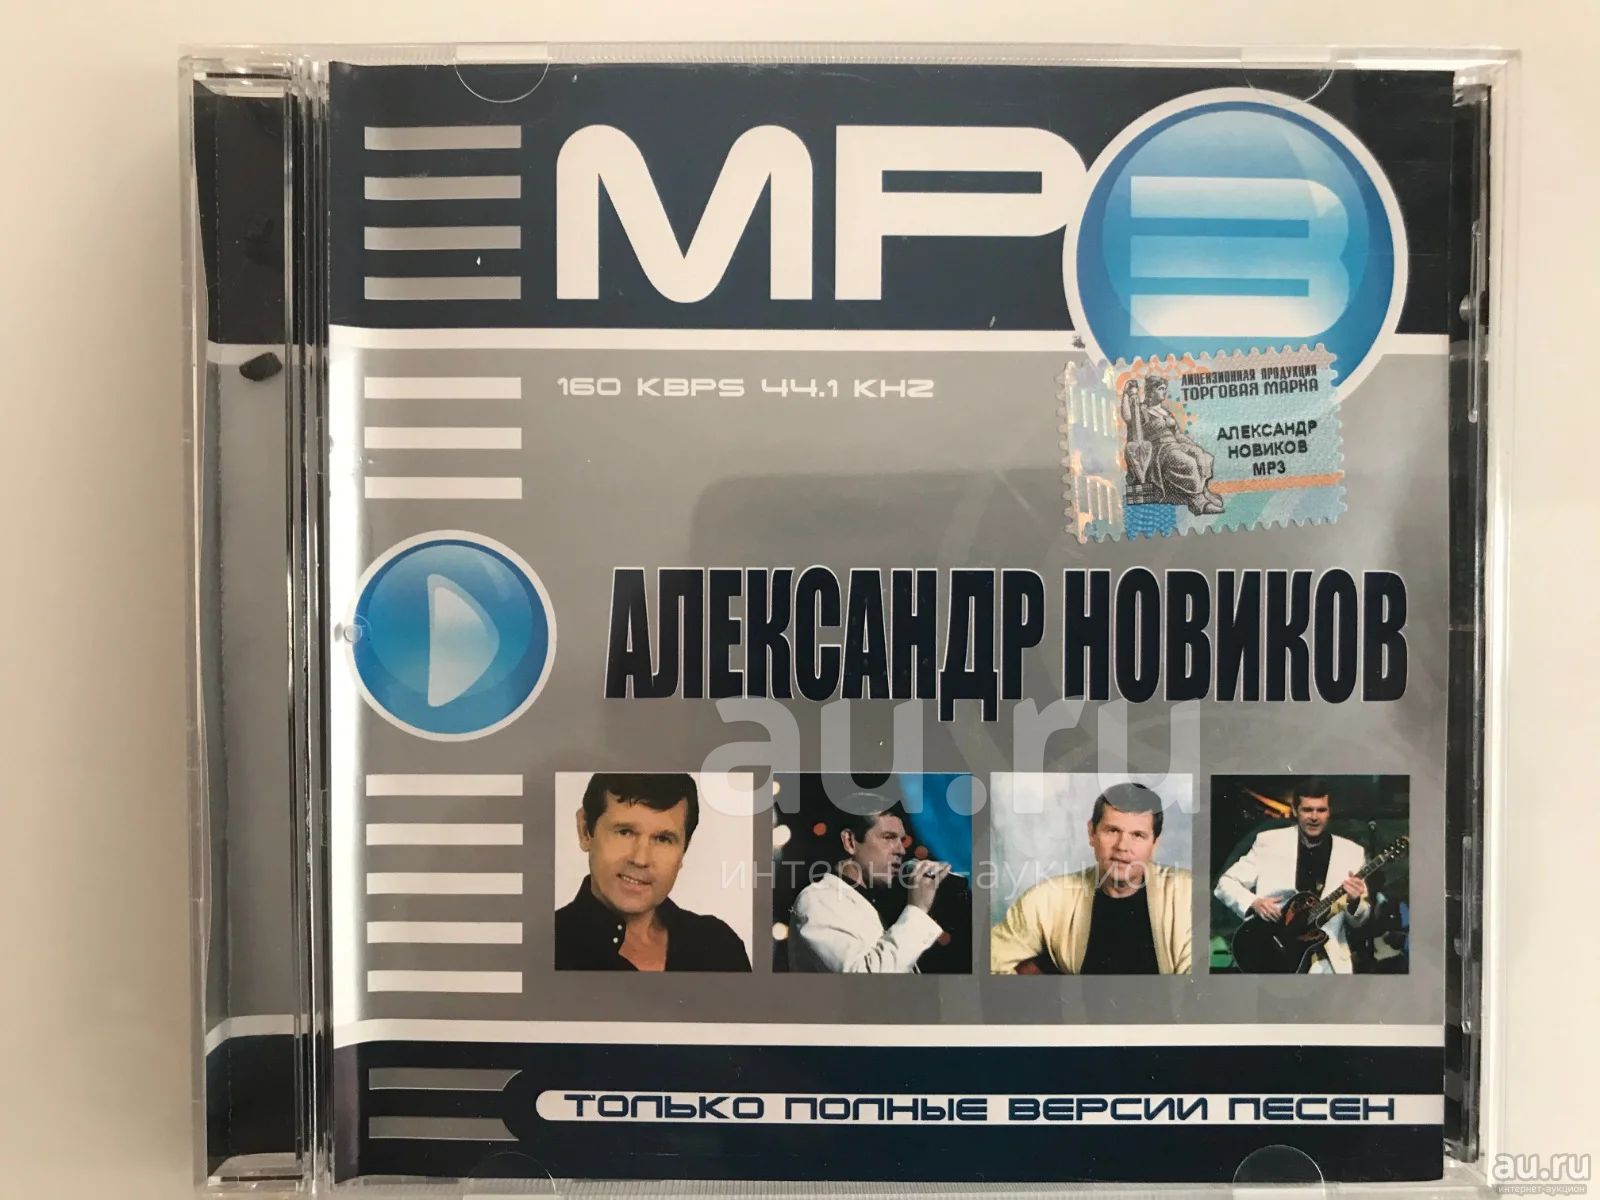 MP3
160 KBPS 44.1 KHZ
ЛИЦЕНЗИОННАЯ ПРОДУКЦИЯ
ТОРГОВАЯ МАРКА
АЛЕКСАНДР
НОВИКОВ
MP3
АЛЕКСАНДР НОВИКОВ
au.ru
интернет-аукцион
ТОЛЬКО ПОЛНЫЕ ВЕРСИИ ПЕСЕН
au.ru
интернет-аукцион